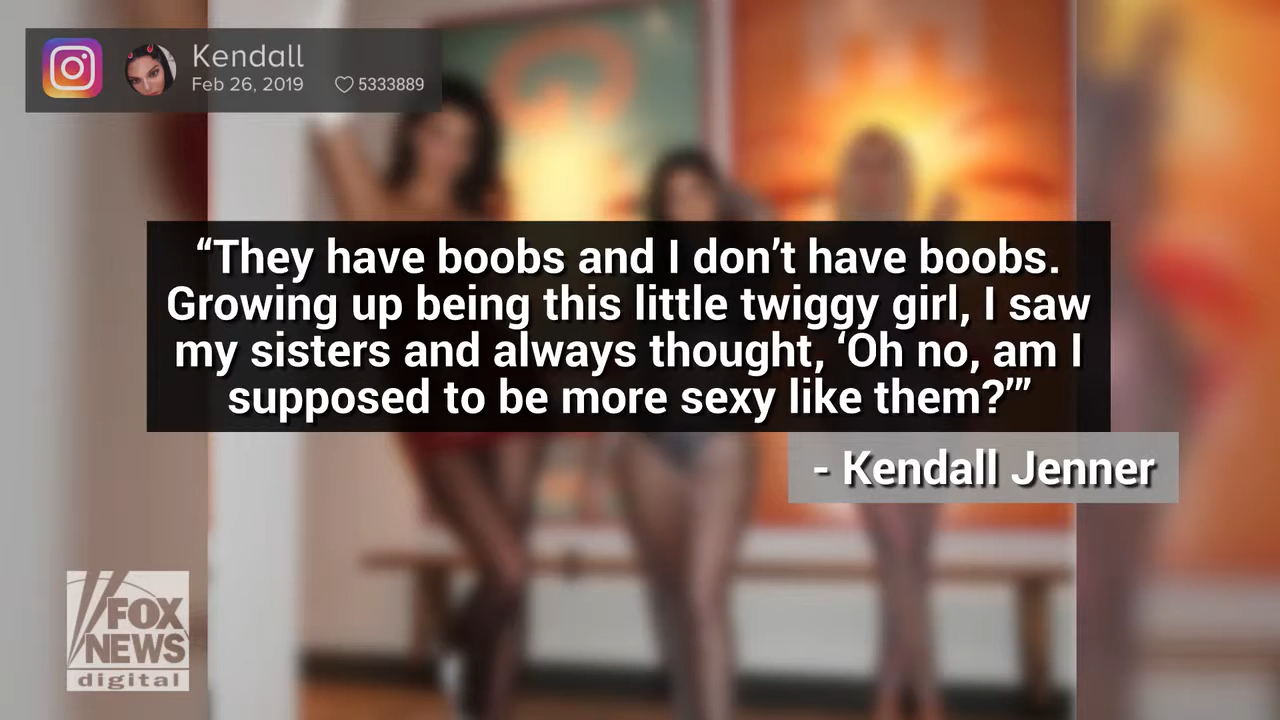 Kendall
Feb 26, 2019 5333889
“They have boobs and I don’t have boobs.
Growing up being this little twiggy girl, I saw
my sisters and always thought, ‘Oh no, am I
supposed to be more sexy like them?’”
- Kendall Jenner
FOX
NEWS
digital